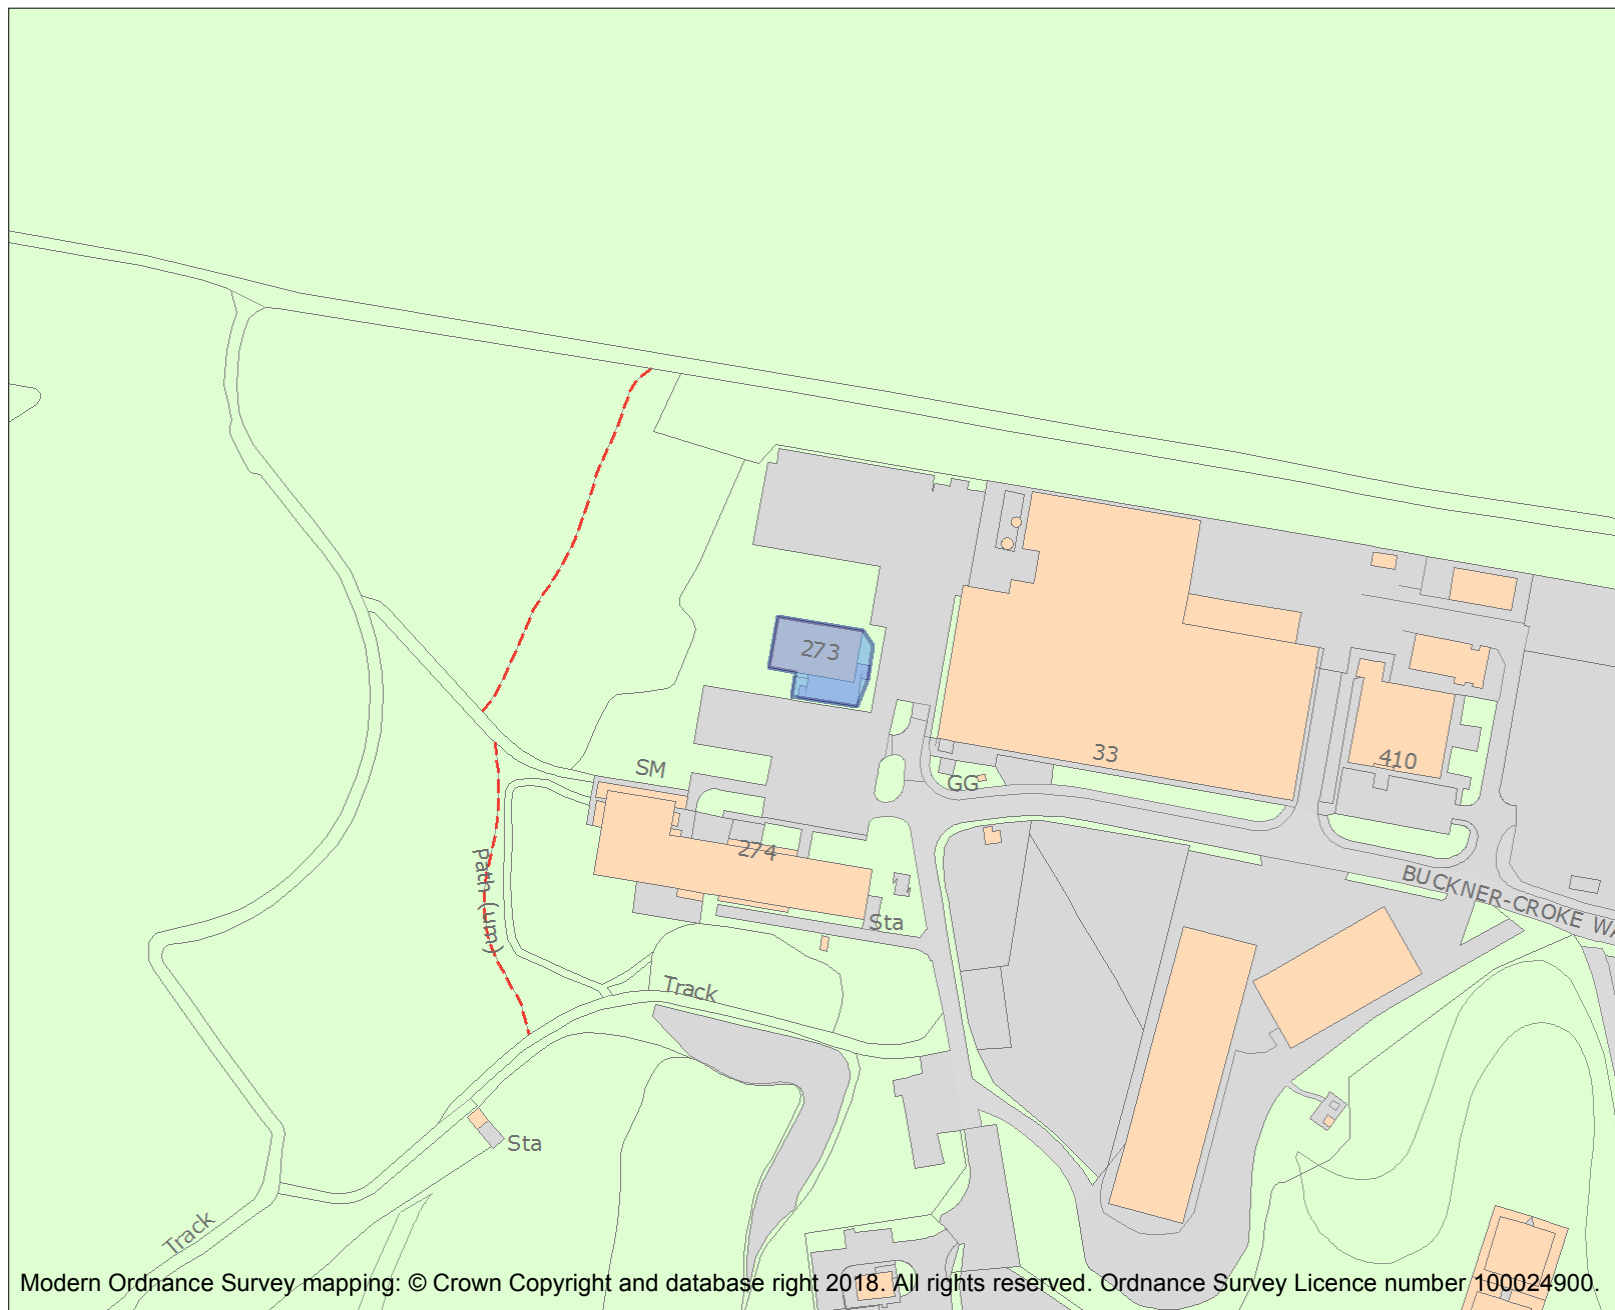 273
SM
33
410
GG
274
Path (um)
BUCKNER-CROKE WA
Sta
Track
Sta
Track
Modern Ordnance Survey mapping: © Crown Copyright and database right 2018. All rights reserved. Ordnance Survey Licence number 100024900.